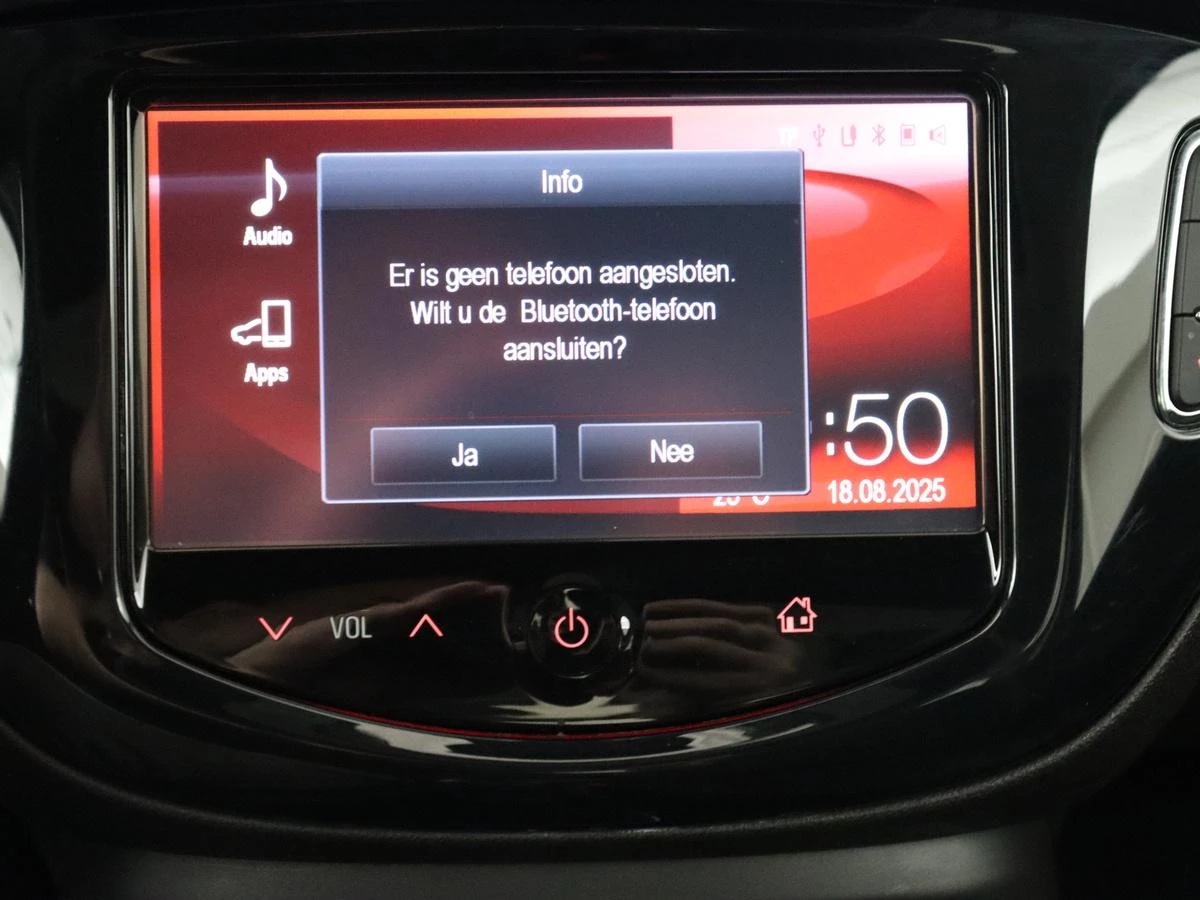 TP
Info
Audio
Er is geen telefoon aangesloten.
Wilt u de Bluetooth-telefoon
aansluiten?
Apps
Ja
Nee
:50
18.08.2025
VOL